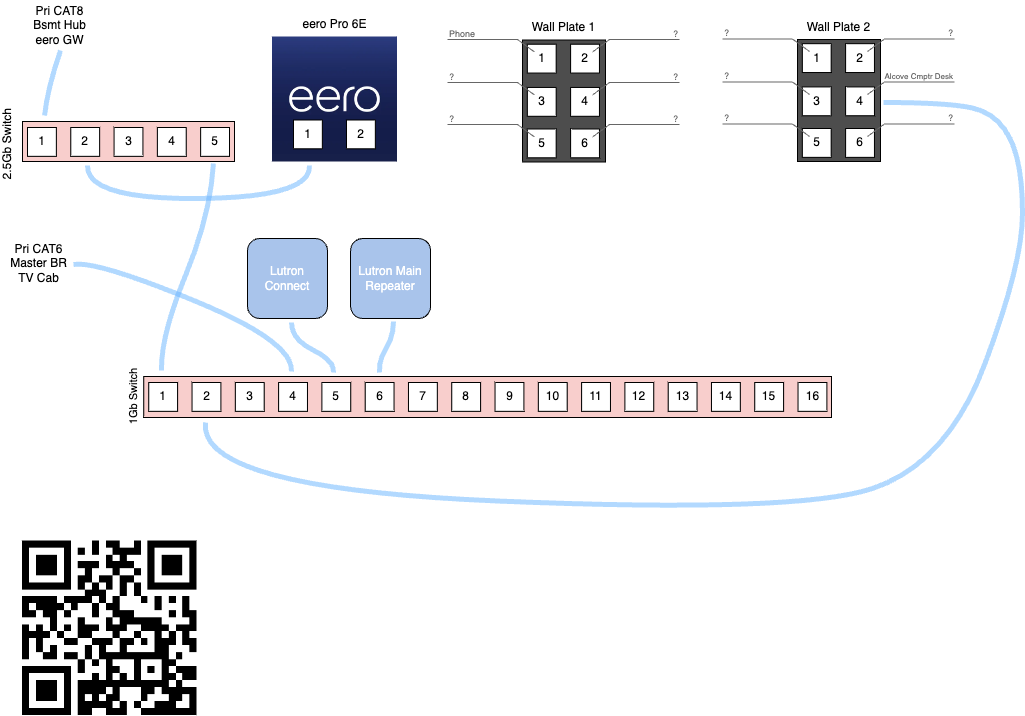 Pri CAT8
Bsmt Hub
eero GW
eero Pro 6E
Wall Plate 1
Wall Plate 2
Phone
?
?
?
1
2
1
2
?
?
?
Alcove Cmptr Desk
eero
3
4
3
4
2.5Gb Switch
1
2
3
4
5
1
2
?
?
?
?
5
6
5
6
Pri CAT6
Master BR
TV Cab
Lutron
Connect
Lutron Main
Repeater
1Gb Switch
1
2
3
4
5
6
7
8
9
10
11
12
13
14
15
16